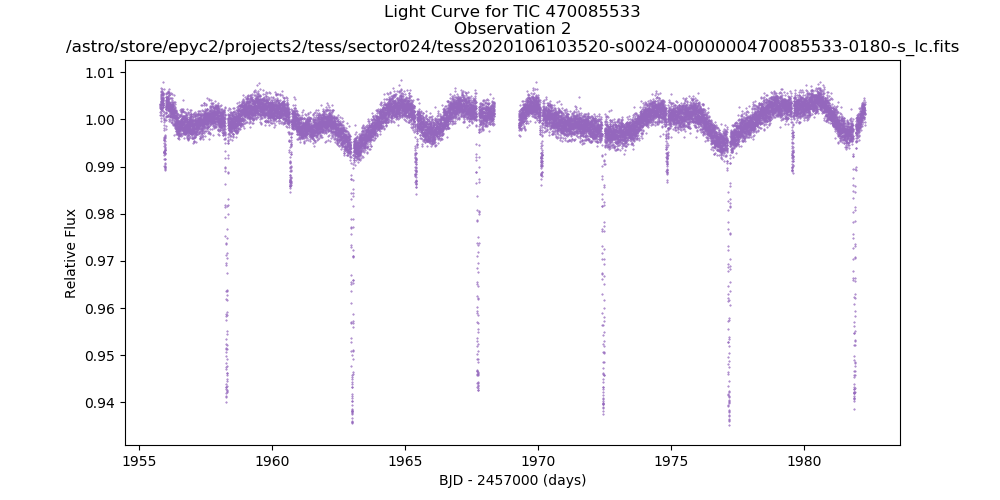 Light Curve for TIC 470085533
Observation 2
/astro/store/epyc2/projects2/tess/sector024/tess2020106103520-s0024-0000000470085533-0180-s_lc.fits
1.01
1.00
0.99
0.98
0.97
0.96
0.95
0.94
Relative Flux
1955
1960
1965
1970
1975
1980
BJD - 2457000 (days)